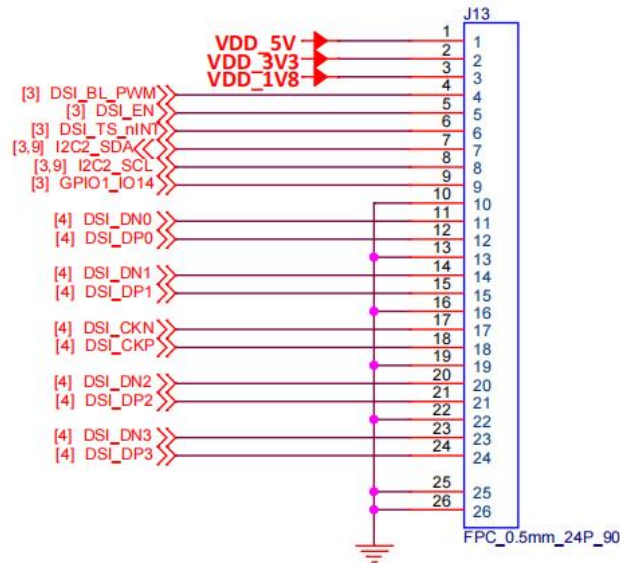 J13
VDD_5V 1 1
VDD_3V3 2 2
VDD_1V8 3 3
[3] DSI_BL_PWM 4 4
[3] DSI_EN 5 5
[3] DSI_TS_nINT 6 6
[3,9] I2C2_SDA 7 7
[3,9] I2C2_SCL 8 8
[3] GPIO1_IO14 9 9
10 10
[4] DSI_DN0 11 11
[4] DSI_DP0 12 12
13 13
[4] DSI_DN1 14 14
[4] DSI_DP1 15 15
16 16
[4] DSI_CKN 17 17
[4] DSI_CKP 18 18
19 19
[4] DSI_DN2 20 20
[4] DSI_DP2 21 21
22 22
[4] DSI_DN3 23 23
[4] DSI_DP3 24 24
25 25
26 26
FPC_0.5mm_24P_90